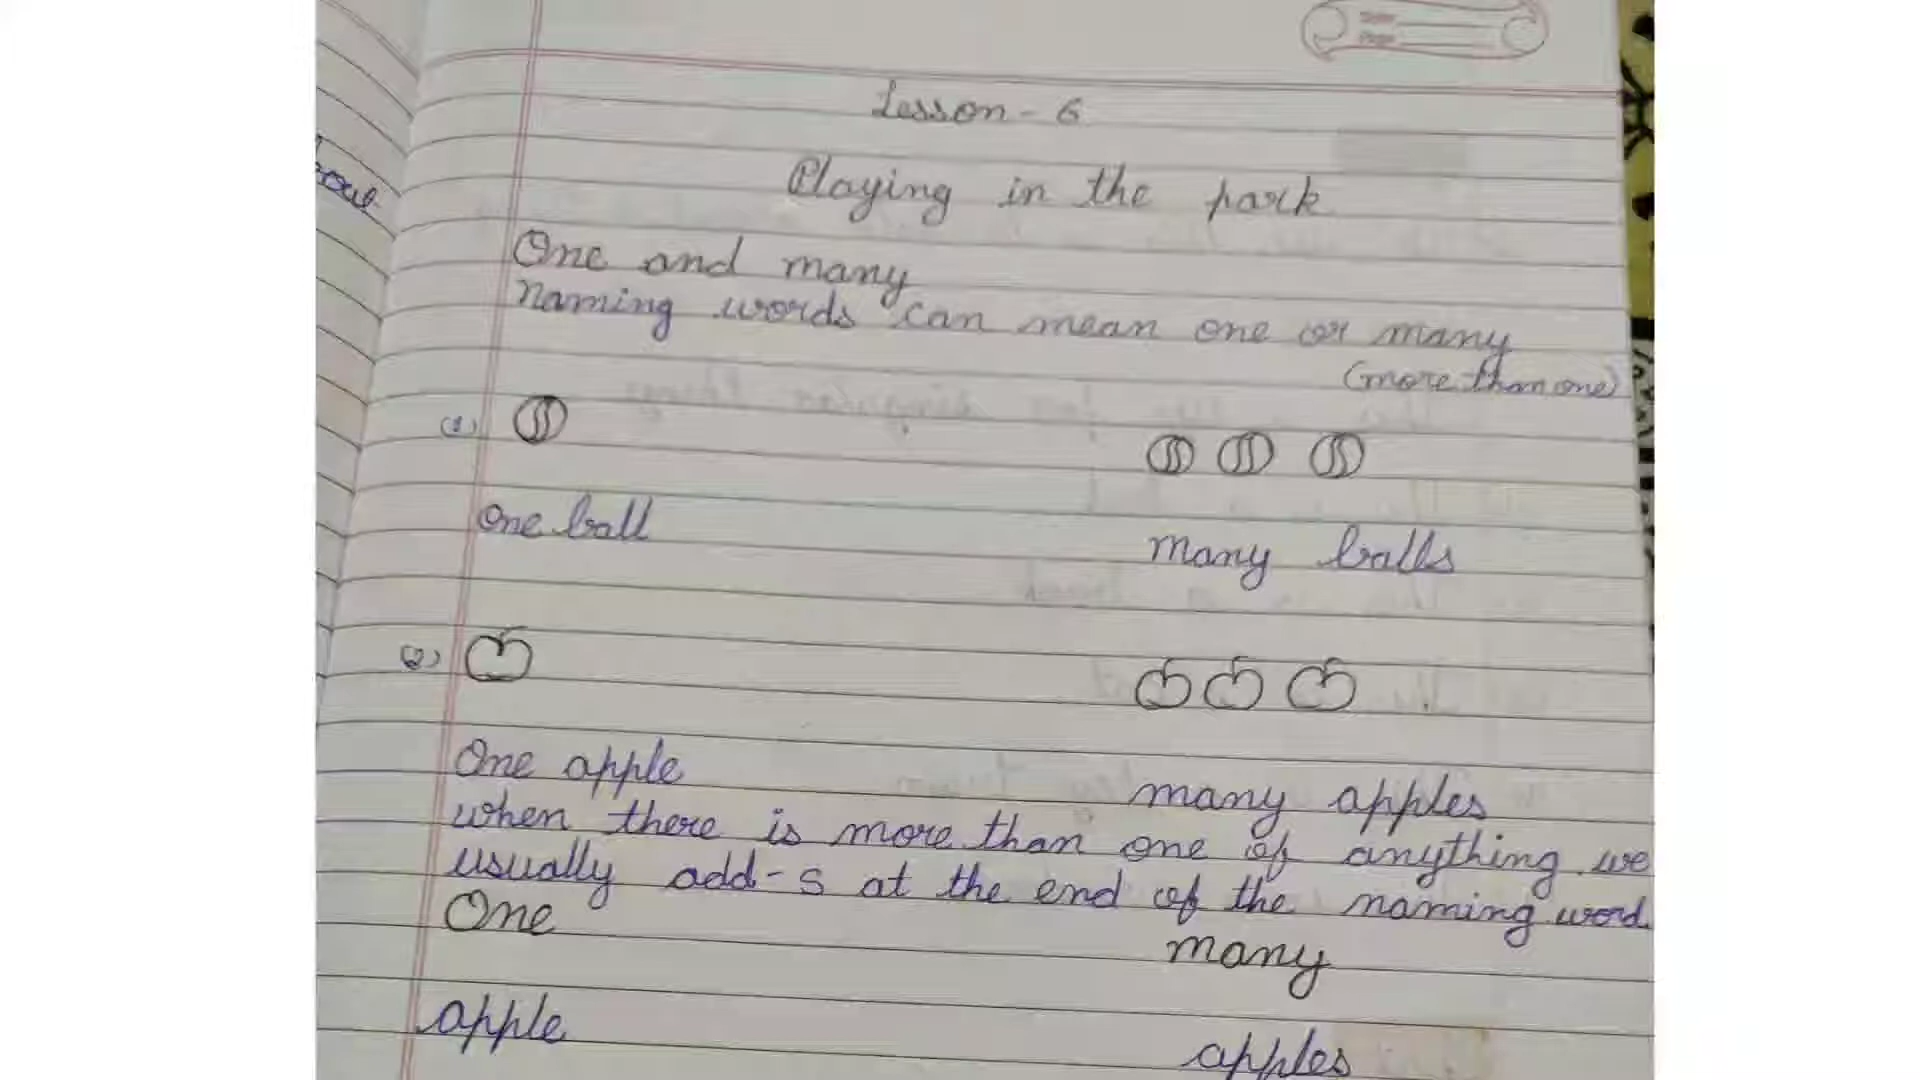 Lesson - 6
Playing in the park
One and many
Naming words can mean one or many
(more than one)
(1)
One ball many balls
(2)
One apple many apples
when there is more than one of anything we
usually add - s at the end of the naming word.
One many
apple apples